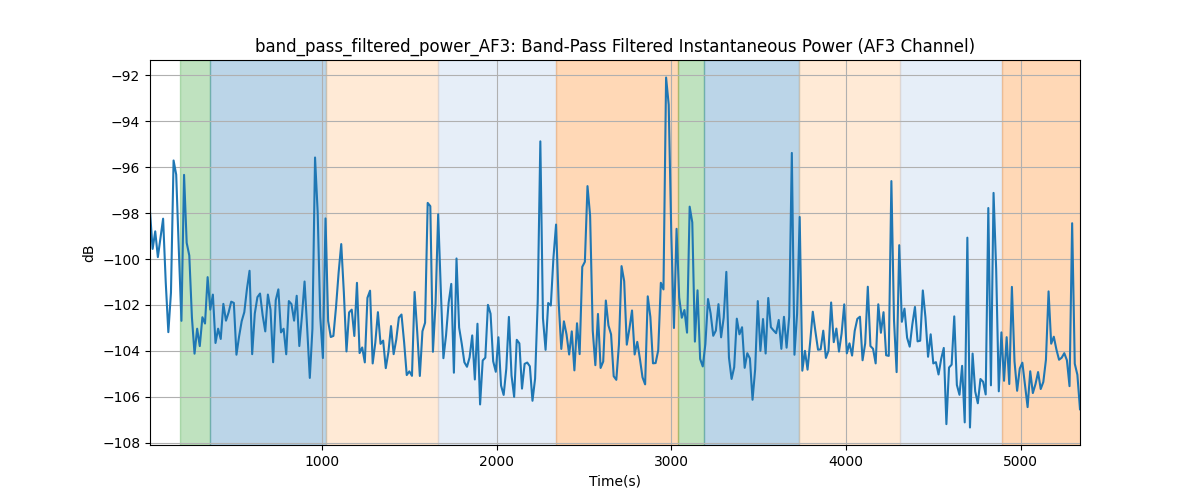 band_pass_filtered_power_AF3: Band-Pass Filtered Instantaneous Power (AF3 Channel)
−92
−94
−96
−98
−100
−102
−104
−106
−108
dB
1000 2000 3000 4000 5000
Time(s)